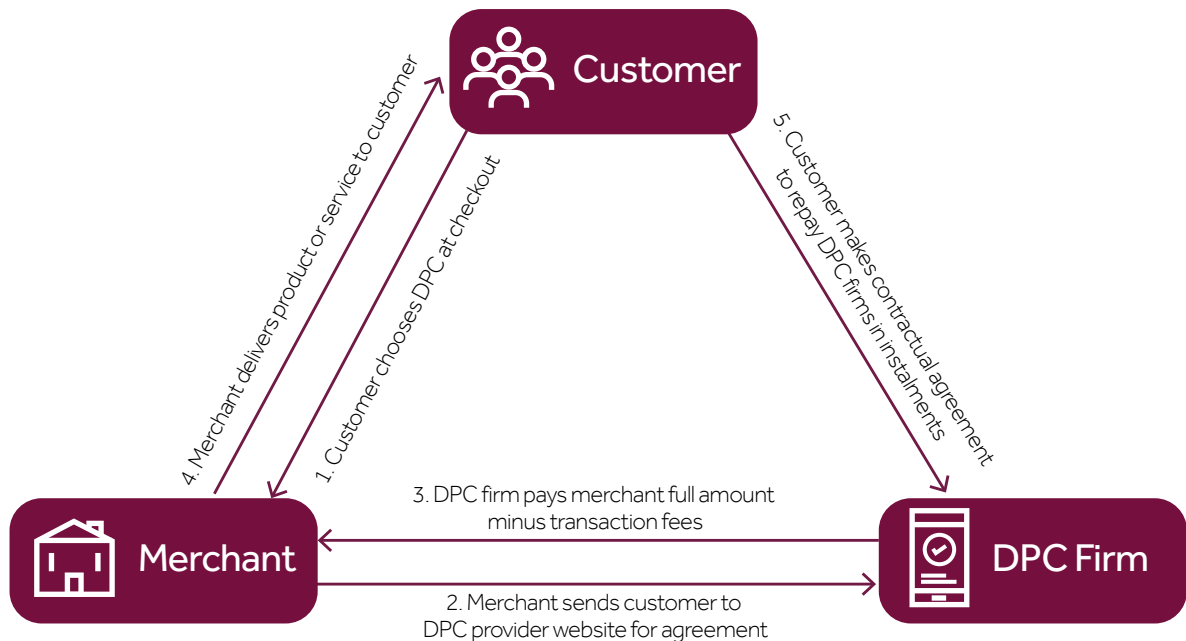 Customer
4. Merchant delivers product or service to customer
1. Customer chooses DPC at checkout
5. Customer makes contractual agreement
to repay DPC firms in instalments
3. DPC firm pays merchant full amount
minus transaction fees
Merchant
DPC Firm
2. Merchant sends customer to
DPC provider website for agreement